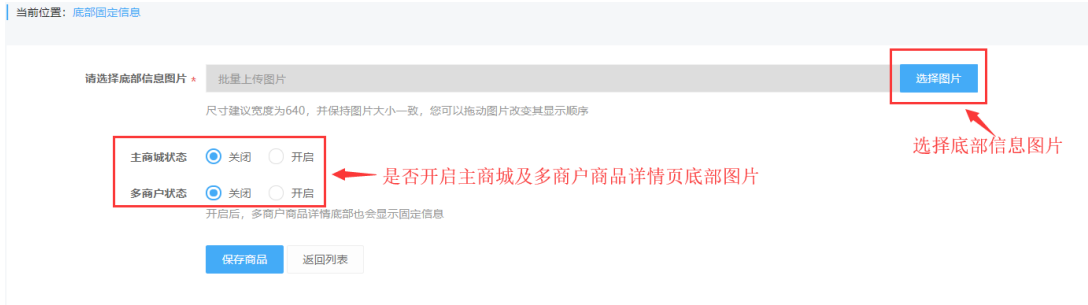 当前位置：底部固定信息
请选择底部信息图片 * 批量上传图片 选择图片
尺寸建议宽度为640，并保持图片大小一致，您可以拖动图片改变其显示顺序
选择底部信息图片
主商城状态 关闭 开启
是否开启主商城及多商户商品详情页底部图片
多商户状态 关闭 开启
开启后，多商户商品详情底部也会显示固定信息
保存商品 返回列表